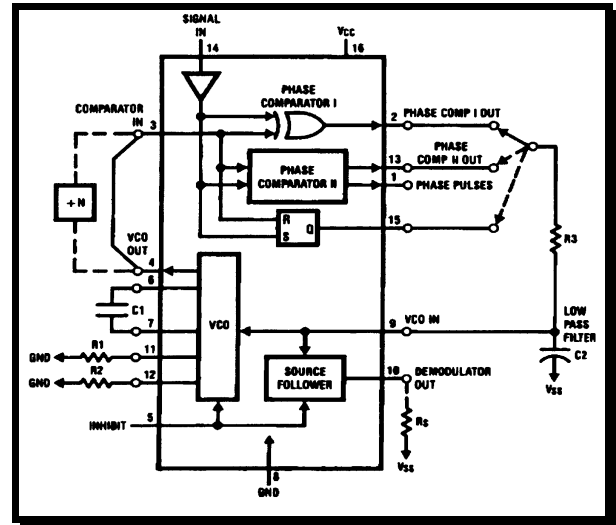 SIGNAL
IN
14
VCC
16
PHASE
COMPARATOR I
COMPARATOR
IN
3
2
PHASE COMP I OUT
PHASE
COMP II OUT
13
1
PHASE PULSES
PHASE
COMPARATOR II
÷N
R
S
Q
15
R3
VCO
OUT
4
6
C1
7
VCO
9
VCO IN
LOW
PASS
FILTER
C2
VSS
GND
R1
11
GND
R2
12
SOURCE
FOLLOWER
10
DEMODULATOR
OUT
RS
VSS
INHIBIT
5
8
GND